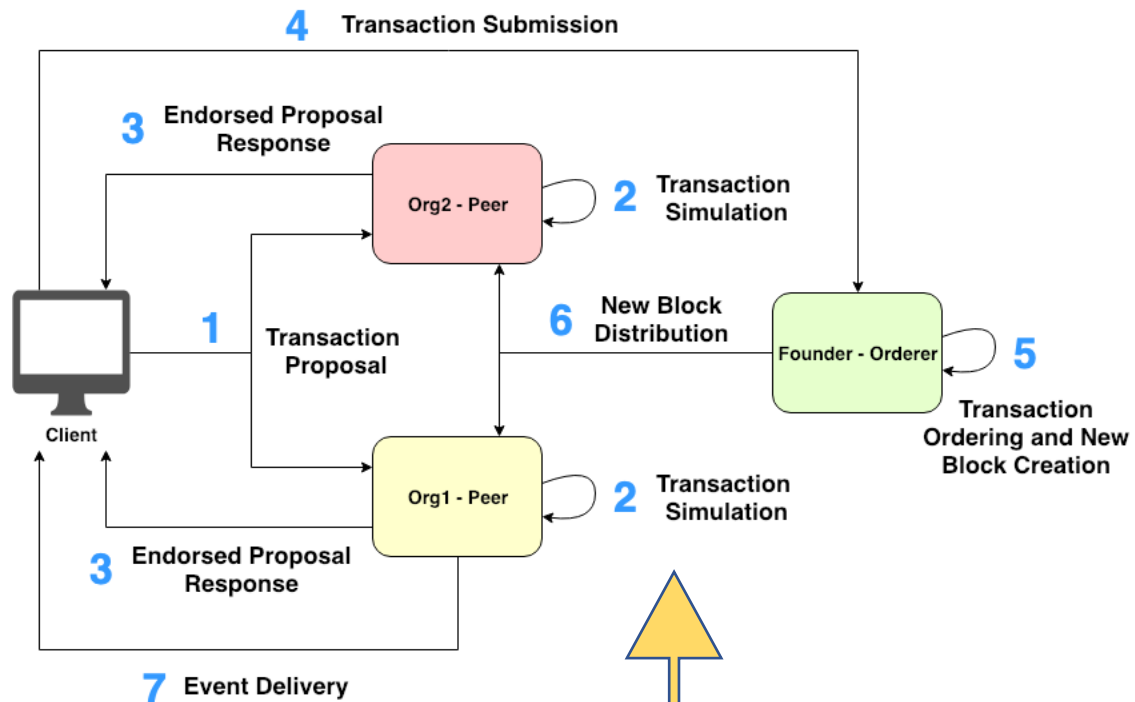 4 Transaction Submission
3 Endorsed Proposal
Response
Org2 - Peer
2 Transaction
Simulation
1 Transaction
Proposal
6 New Block
Distribution
Founder - Orderer
5
Transaction
Ordering and New
Block Creation
Client
Org1 - Peer
2 Transaction
Simulation
3 Endorsed Proposal
Response
7 Event Delivery